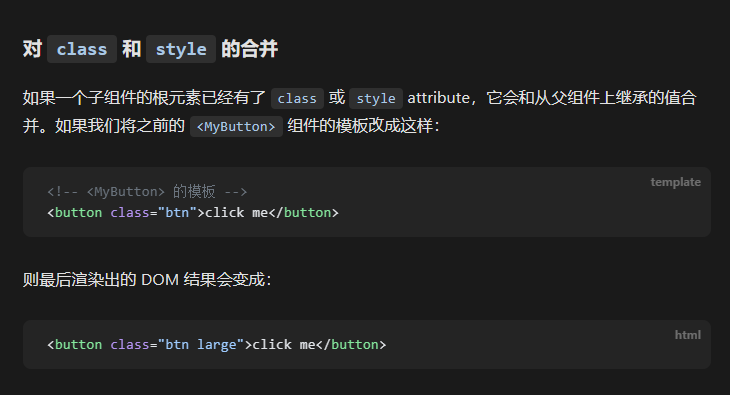 对 class 和 style 的合并
如果一个子组件的根元素已经有了 class 或 style attribute，它会和从父组件上继承的值合
并。如果我们将之前的 <MyButton> 组件的模板改成这样：
template
<!-- <MyButton> 的模板 -->
<button class="btn">click me</button>
则最后渲染出的 DOM 结果会变成：
html
<button class="btn large">click me</button>